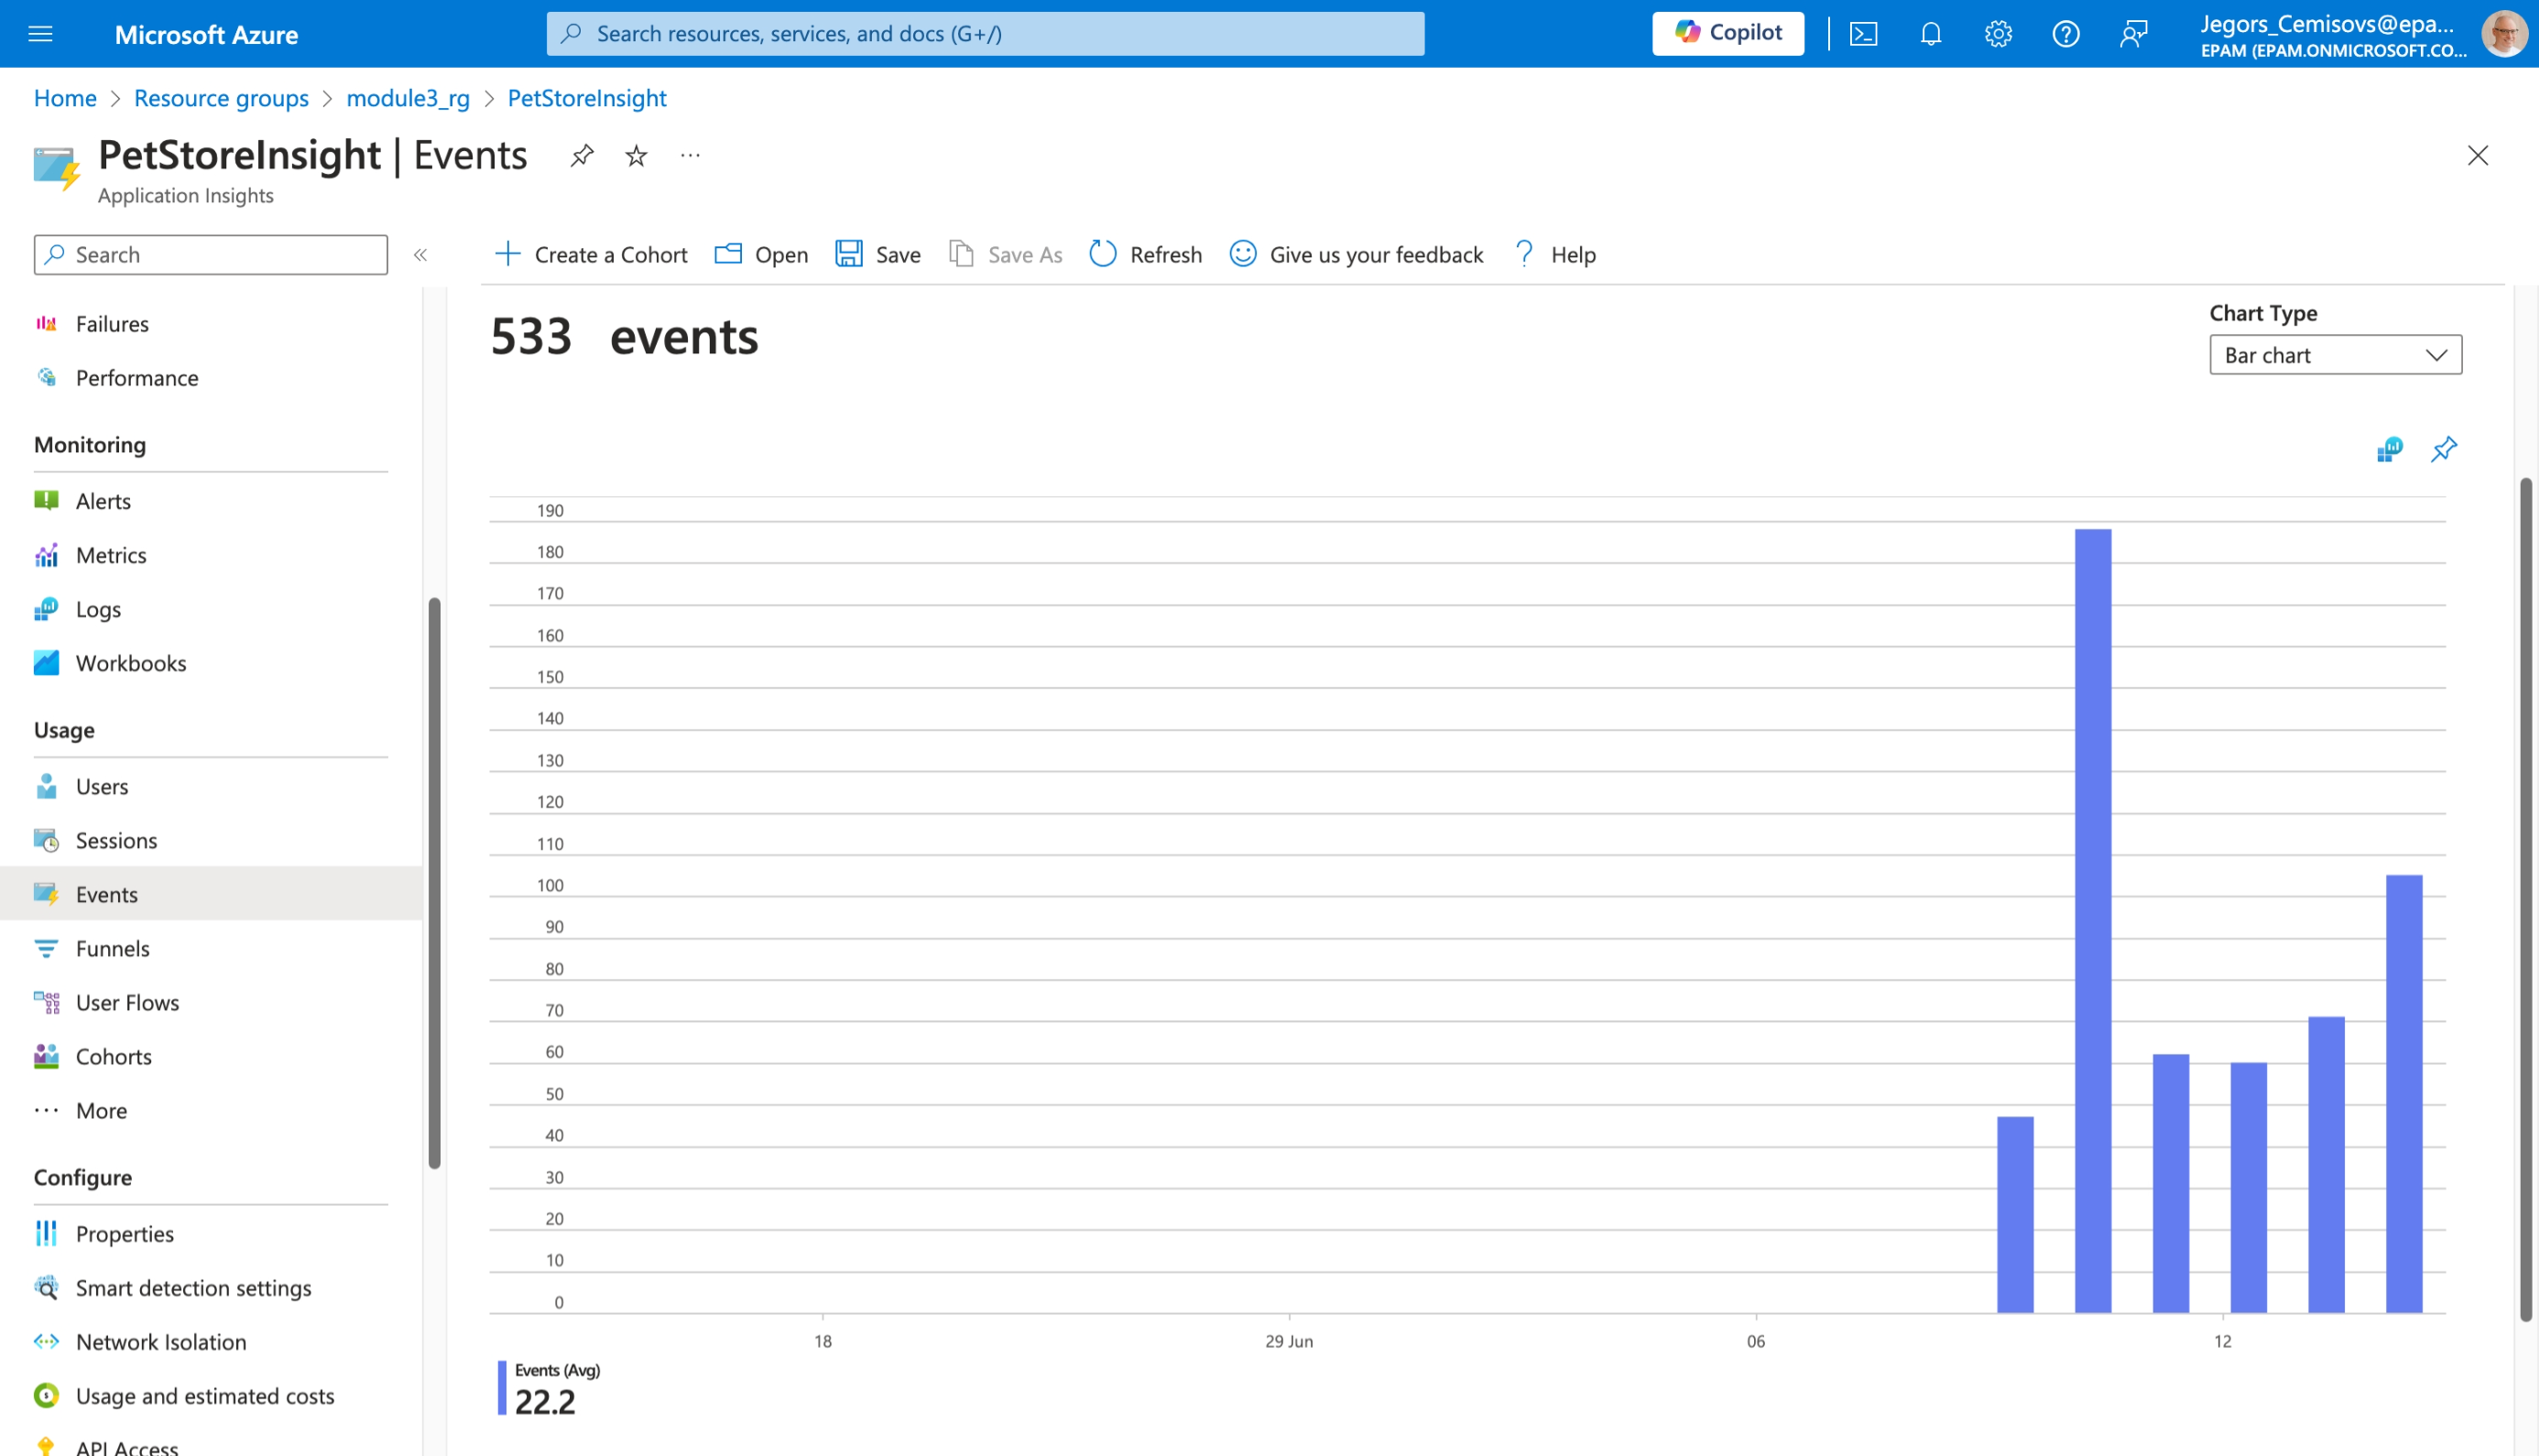 Microsoft Azure
Search resources, services, and docs (G+/)
Copilot
Jegors_Cemisovs@epa...
EPAM (EPAM.ONMICROSOFT.CO...
Home > Resource groups > module3_rg > PetStoreInsight
PetStoreInsight | Events
Application Insights
Search
Create a Cohort
Open
Save
Save As
Refresh
Give us your feedback
Help
Failures
Performance
Monitoring
Alerts
Metrics
Logs
Workbooks
Usage
Users
Sessions
Events
Funnels
User Flows
Cohorts
More
Configure
Properties
Smart detection settings
Network Isolation
Usage and estimated costs
API Access
533 events
Chart Type
Bar chart
190
180
170
160
150
140
130
120
110
100
90
80
70
60
50
40
30
20
10
0
18
29 Jun
06
12
Events (Avg)
22.2